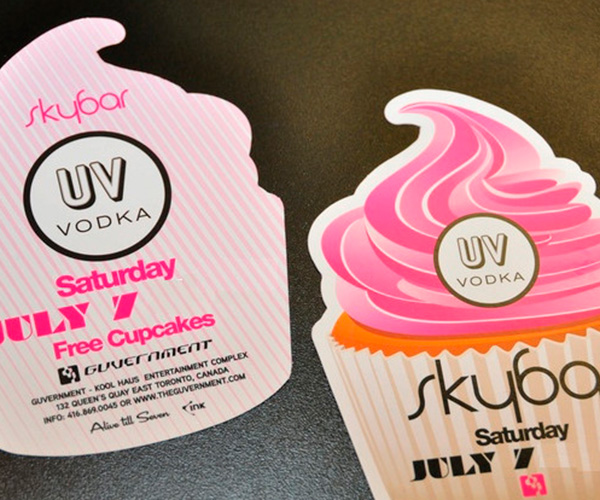 skybar
UV
VODKA
Saturday
JULY 7
Free Cupcakes
GUVERNMENT
GUVERNMENT - KOOL HAUS ENTERTAINMENT COMPLEX
132 QUEEN'S QUAY EAST TORONTO, CANADA
INFO: 416.869.0045 OR WWW.THEGUVERNMENT.COM
Alive till Seven ink
UV
VODKA
skyba
Saturday
JULY 7